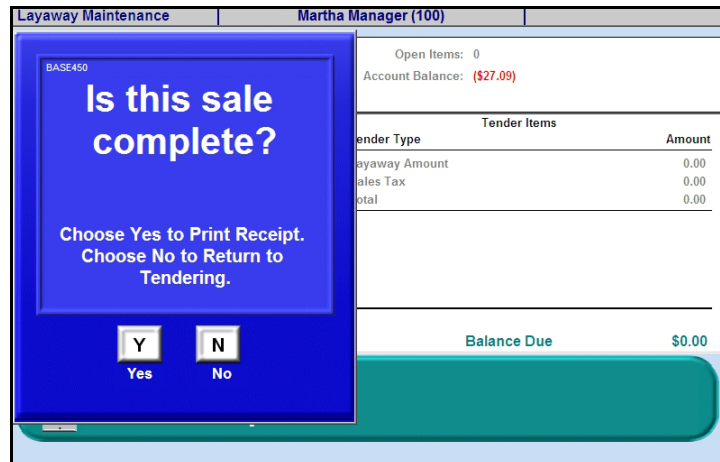 Layaway Maintenance
Martha Manager (100)
BASE450
Is this sale
complete?
Choose Yes to Print Receipt.
Choose No to Return to
Tendering.
Y
N
Yes
No
Open Items: 0
Account Balance: ($27.09)
Tender Items
ender Type Amount
ayaway Amount 0.00
ales Tax 0.00
otal 0.00
Balance Due $0.00